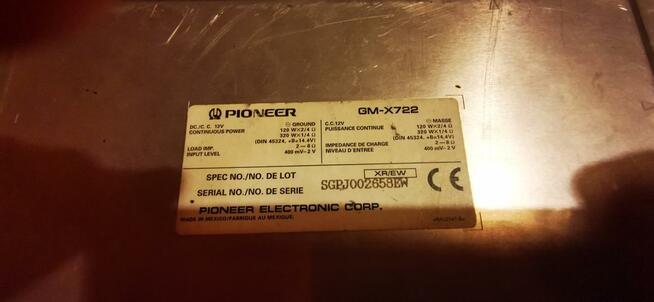 PIONEER GM-X722
DC./C. C. 12V ⊖ GROUND C.C.12V ⊖ MASSE
CONTINUOUS POWER 120 W×2/4 Ω PUISSANCE CONTINUE 120 W×2/4 Ω
320 W×1/4 Ω 320 W×1/4 Ω
(DIN 45324, +B=14.4V) (DIN 45324, +B=14.4V)
LOAD IMP. 2—8 Ω IMPEDANCE DE CHARGE 2—8 Ω
INPUT LEVEL 400 mV–2 V NIVEAU D'ENTREE 400 mV–2 V
SPEC NO./NO. DE LOT XR/EW
SERIAL NO./NO. DE SERIE SGPJ002658EW CE
PIONEER ELECTRONIC CORP.
MADE IN MEXICO/FABRIQUE AU MEXIQUE.